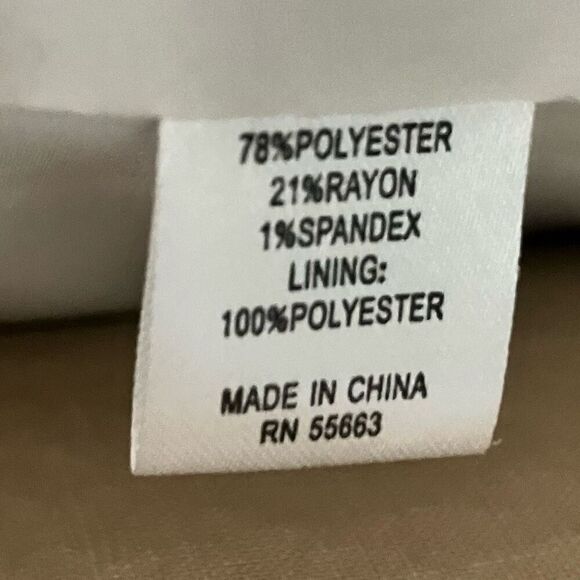 78%POLYESTER
21%RAYON
1%SPANDEX
LINING:
100%POLYESTER
MADE IN CHINA
RN 55663